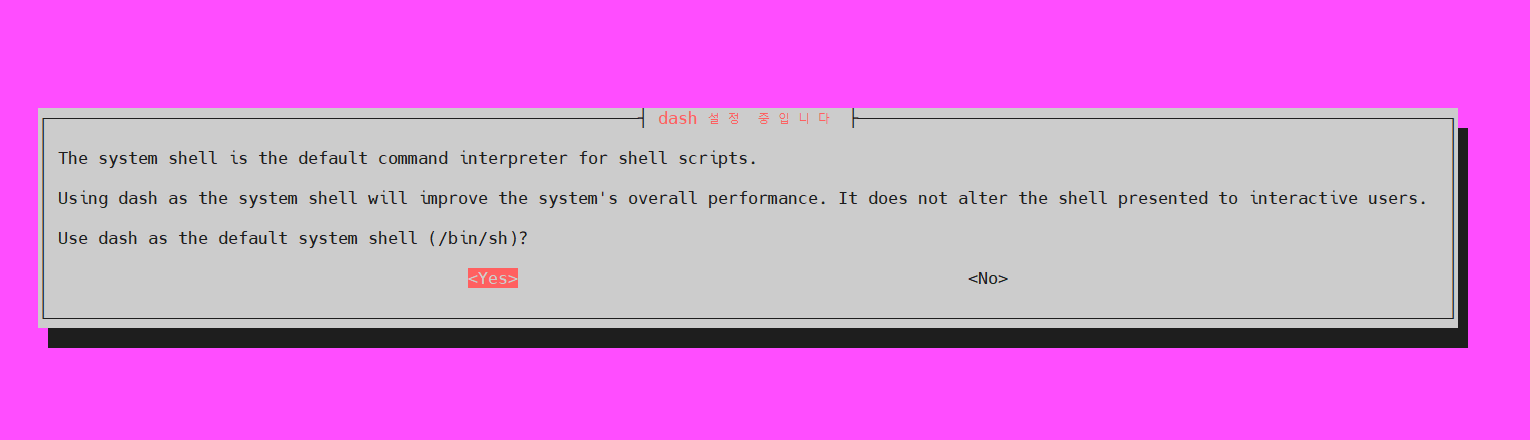 dash 설정 중입니다
The system shell is the default command interpreter for shell scripts.
Using dash as the system shell will improve the system's overall performance. It does not alter the shell presented to interactive users.
Use dash as the default system shell (/bin/sh)?
<Yes> <No>